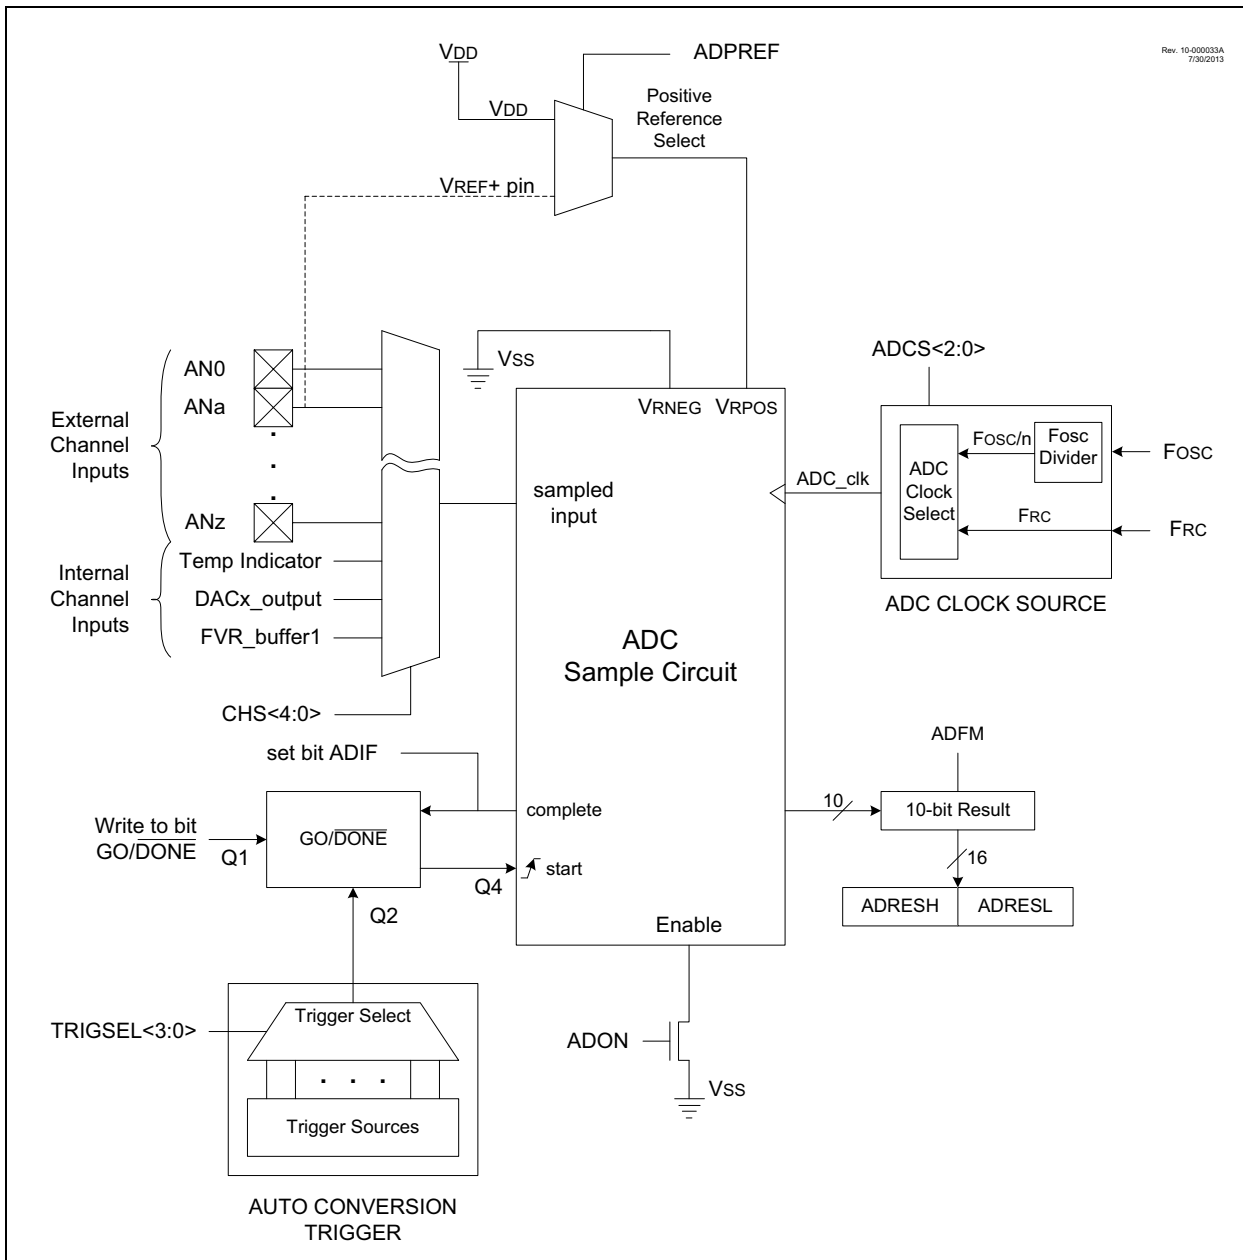 Rev. 10-000033A
7/30/2013
VDD
ADPREF
VDD
Positive
Reference
Select
VREF+ pin
AN0
ANa
.
.
.
ANz
External
Channel
Inputs
Temp Indicator
DACx_output
FVR_buffer1
Internal
Channel
Inputs
CHS<4:0>
VSS
VRNEG
VRPOS
sampled
input
ADC_clk
ADC
Sample Circuit
ADCS<2:0>
ADC
Clock
Select
FOSC/n
Fosc
Divider
FOSC
FRC
FRC
ADC CLOCK SOURCE
set bit ADIF
complete
Write to bit
GO/DONE
Q1
GO/DONE
Q4
start
Q2
Enable
ADFM
10
10-bit Result
16
ADRESH
ADRESL
TRIGSEL<3:0>
Trigger Select
. . .
Trigger Sources
AUTO CONVERSION
TRIGGER
ADON
VSS